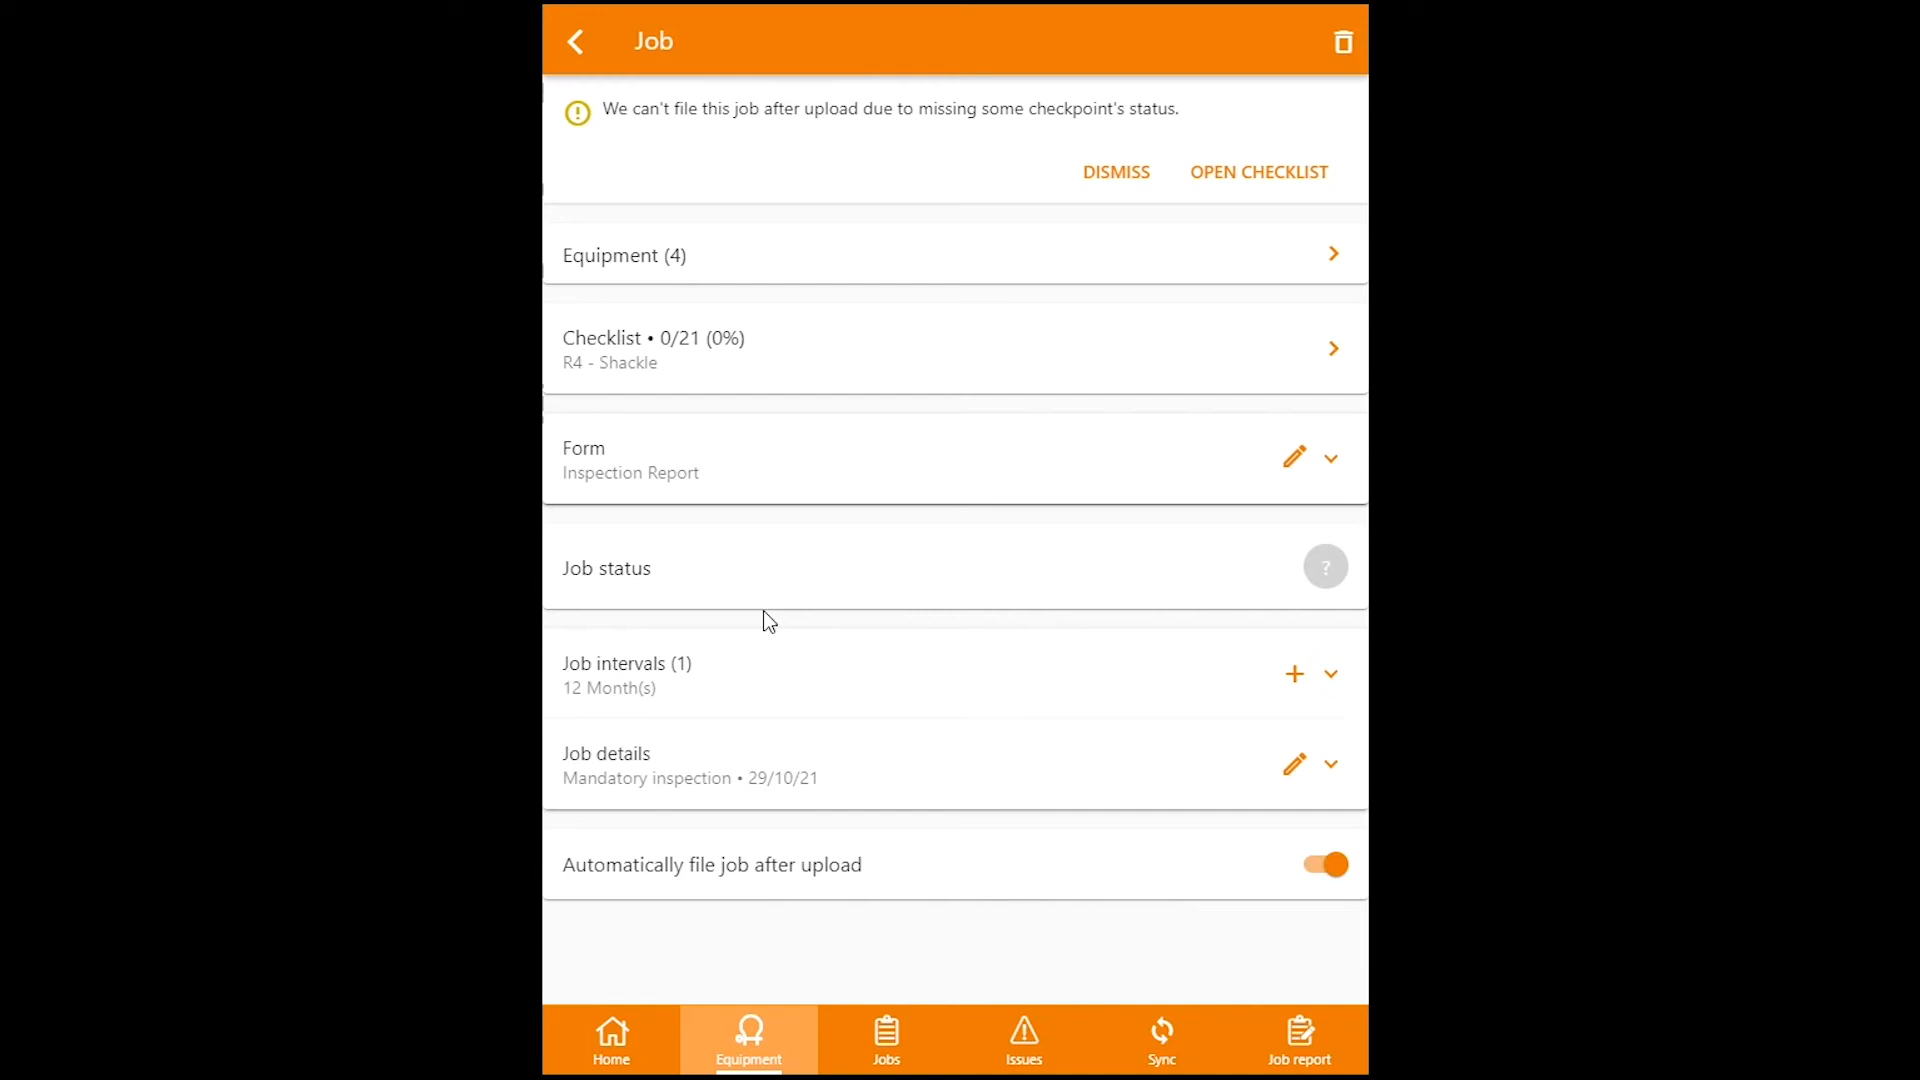 Job
We can't file this job after upload due to missing some checkpoint's status.
DISMISS OPEN CHECKLIST
Equipment (4)
Checklist • 0/21 (0%)
R4 - Shackle
Form
Inspection Report
Job status
?
Job intervals (1)
12 Month(s)
Job details
Mandatory inspection • 29/10/21
Automatically file job after upload
Home Equipment Jobs Issues Sync Job report